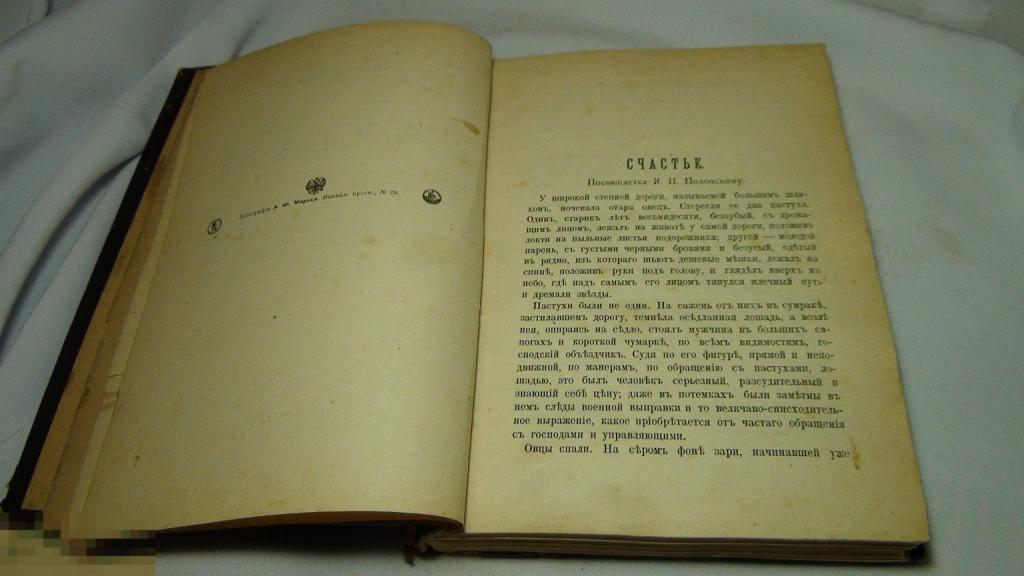 Типографія А. Ф. Маркса. Измайл. просп., № 29.
СЧАСТЬЕ.
Посвящается Я. П. Полонскому.
У широкой степной дороги, называемой большимъ шля-
хомъ, ночевала отара овецъ. Стерегли ее два пастуха.
Одинъ, старикъ лѣтъ восьмидесяти, беззубый, съ дрожа-
щимъ лицомъ, лежалъ на животѣ у самой дороги, положивъ
локти на пыльные листья подорожника; другой — молодой
парень, съ густыми черными бровями и безусый, одѣтый
въ рядно, изъ котораго шьютъ дешевые мѣшки, лежалъ на
спинѣ, положивъ руки подъ голову, и глядѣлъ вверхъ на
небо, гдѣ надъ самымъ его лицомъ тянулся млечный путь
и дремали звѣзды.
Пастухи были не одни. На сажень отъ нихъ въ сумракѣ,
застилавшемъ дорогу, темнѣла осѣдланная лошадь, а возлѣ
нея, опираясь на сѣдло, стоялъ мужчина въ большихъ са-
погахъ и короткой чумаркѣ, по всѣмъ видимостямъ, го-
сподскій объѣздчикъ. Судя по его фигурѣ, прямой и непо-
движной, по манерамъ, по обращенію съ пастухами, ло-
шадью, это былъ человѣкъ серьезный, разсудительный и
знающій себѣ цѣну; даже въ потемкахъ были замѣтны въ
немъ слѣды военной выправки и то величаво-снисходитель-
ное выраженіе, какое пріобрѣтается отъ частаго обращенія
съ господами и управляющими.
Овцы спали. На сѣромъ фонѣ зари, начинавшей уже